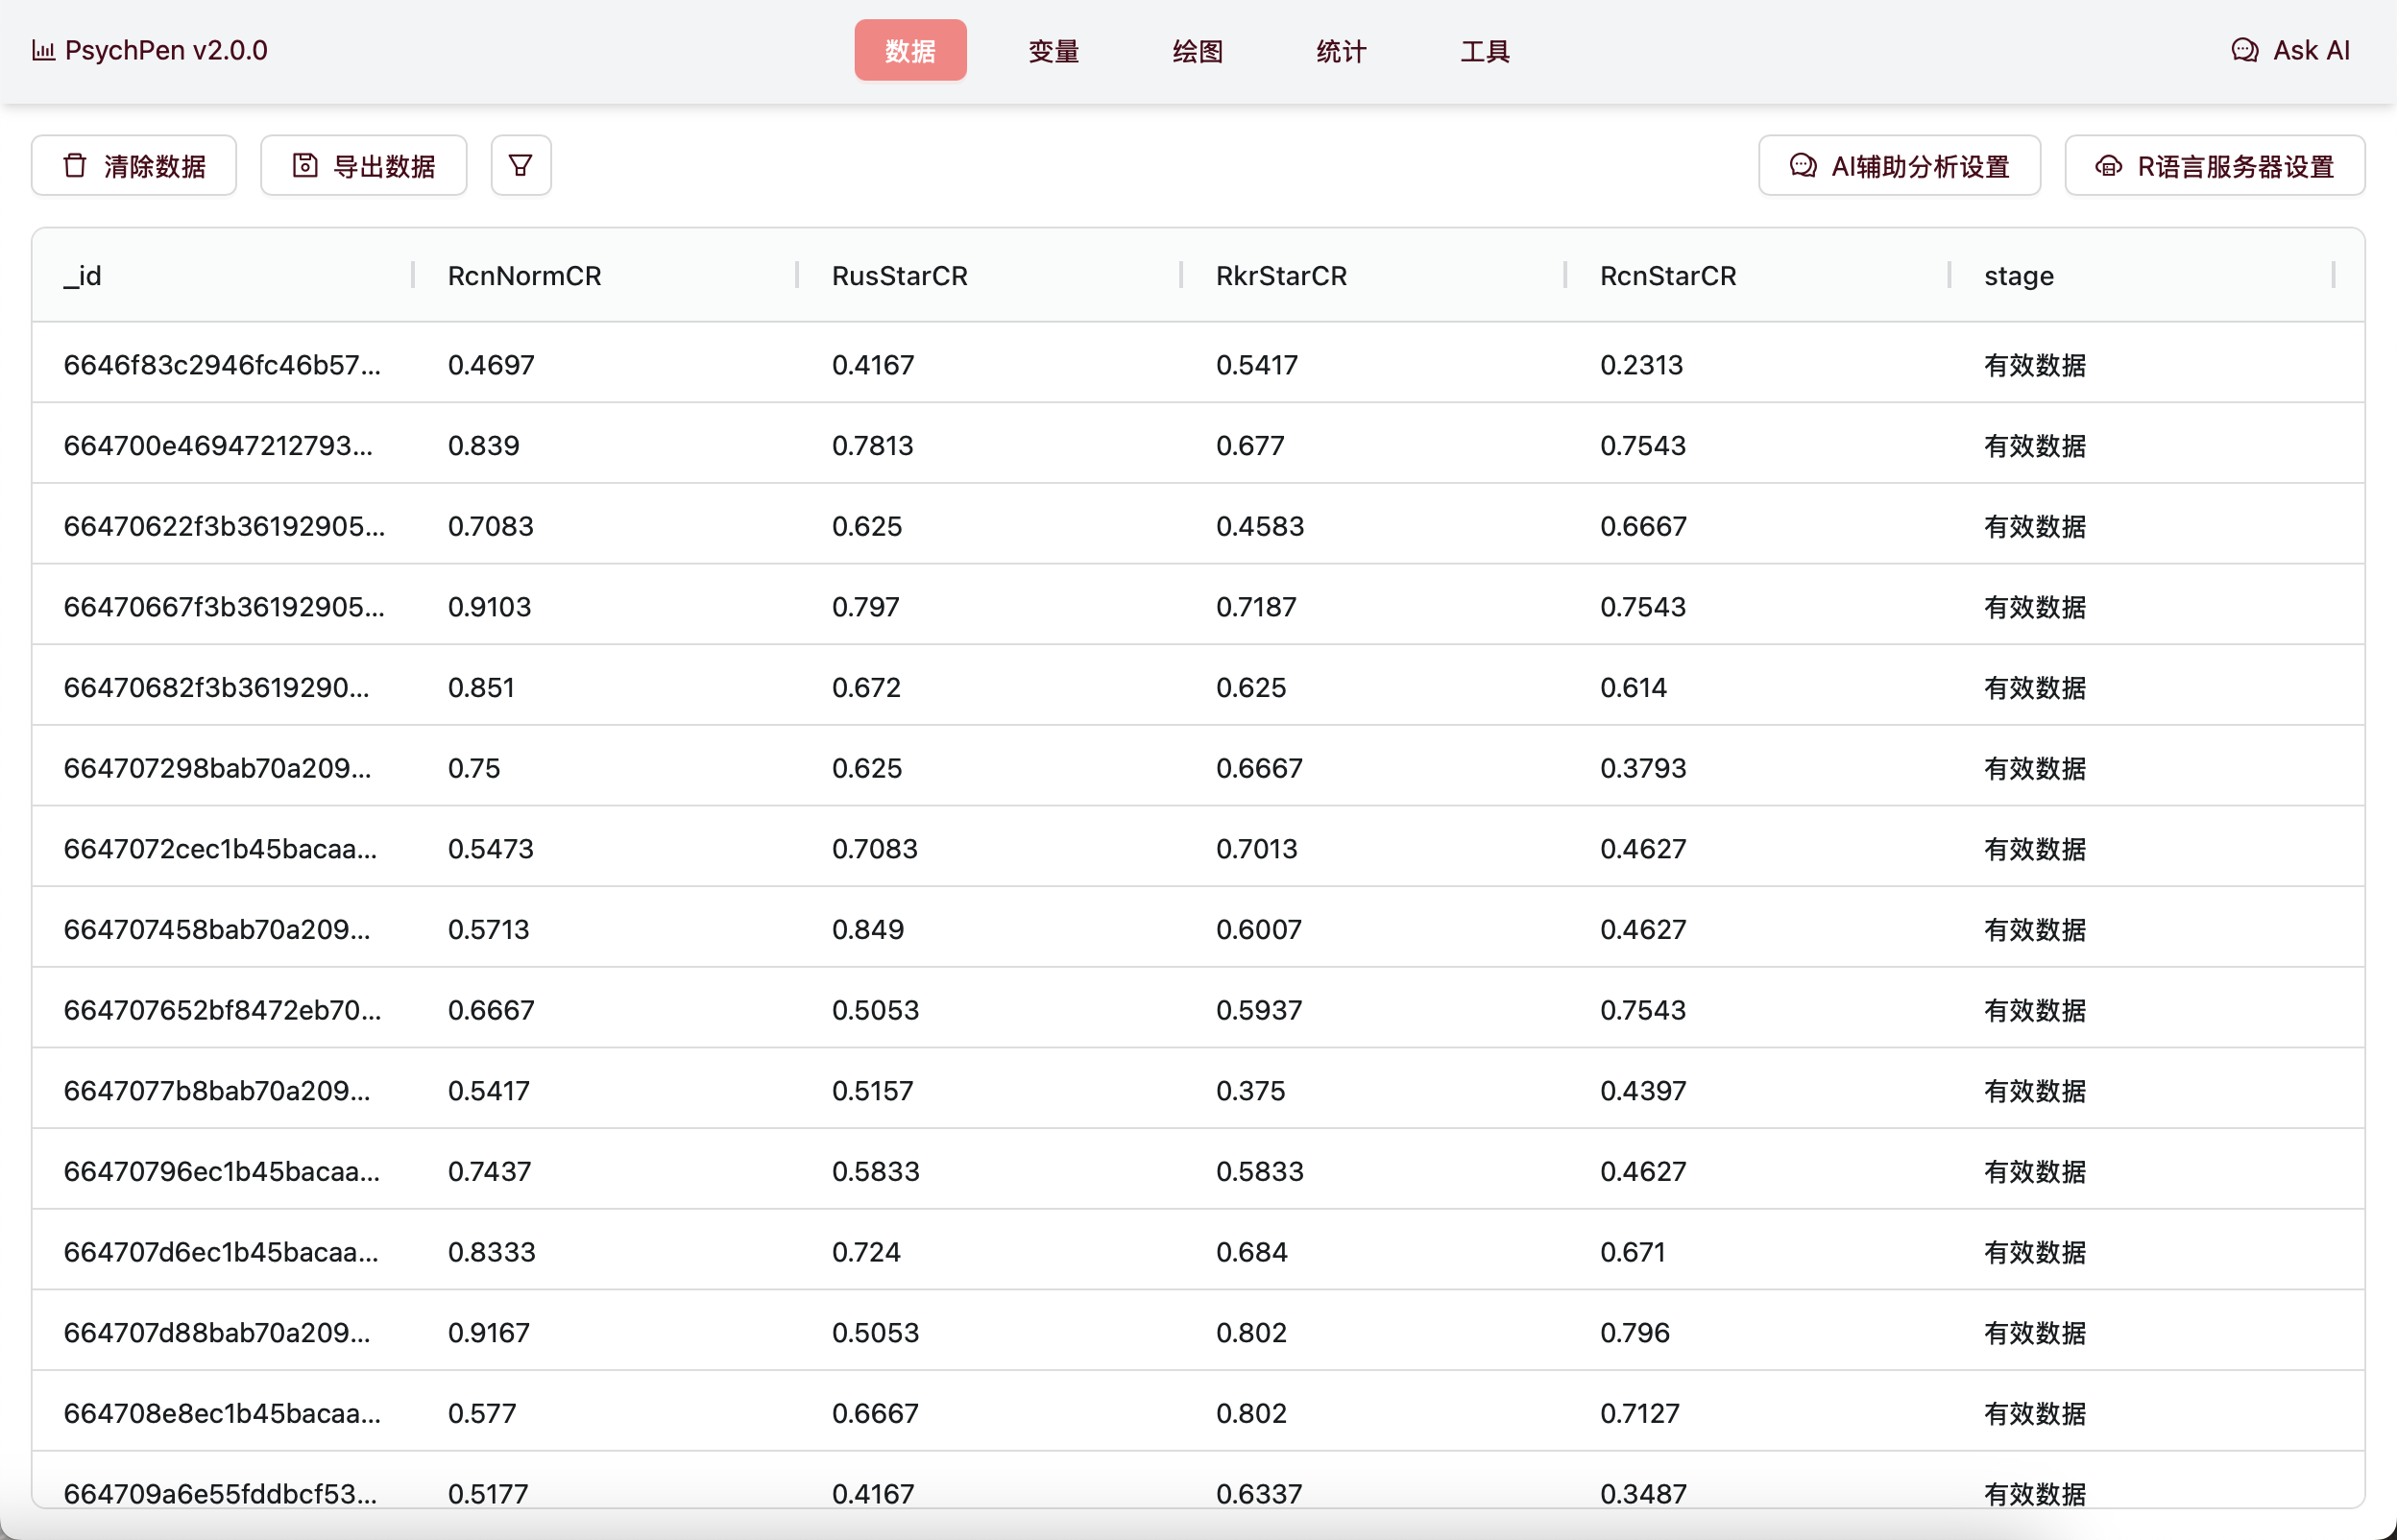 PsychPen v2.0.0 数据 变量 绘图 统计 工具 Ask AI
清除数据 导出数据 AI辅助分析设置 R语言服务器设置
_id RcnNormCR RusStarCR RkrStarCR RcnStarCR stage
6646f83c2946fc46b57... 0.4697 0.4167 0.5417 0.2313 有效数据
664700e46947212793... 0.839 0.7813 0.677 0.7543 有效数据
66470622f3b36192905... 0.7083 0.625 0.4583 0.6667 有效数据
66470667f3b36192905... 0.9103 0.797 0.7187 0.7543 有效数据
66470682f3b3619290... 0.851 0.672 0.625 0.614 有效数据
664707298bab70a209... 0.75 0.625 0.6667 0.3793 有效数据
6647072cec1b45bacaa... 0.5473 0.7083 0.7013 0.4627 有效数据
664707458bab70a209... 0.5713 0.849 0.6007 0.4627 有效数据
664707652bf8472eb70... 0.6667 0.5053 0.5937 0.7543 有效数据
6647077b8bab70a209... 0.5417 0.5157 0.375 0.4397 有效数据
66470796ec1b45bacaa... 0.7437 0.5833 0.5833 0.4627 有效数据
664707d6ec1b45bacaa... 0.8333 0.724 0.684 0.671 有效数据
664707d88bab70a209... 0.9167 0.5053 0.802 0.796 有效数据
664708e8ec1b45bacaa... 0.577 0.6667 0.802 0.7127 有效数据
664709a6e55fddbcf53... 0.5177 0.4167 0.6337 0.3487 有效数据